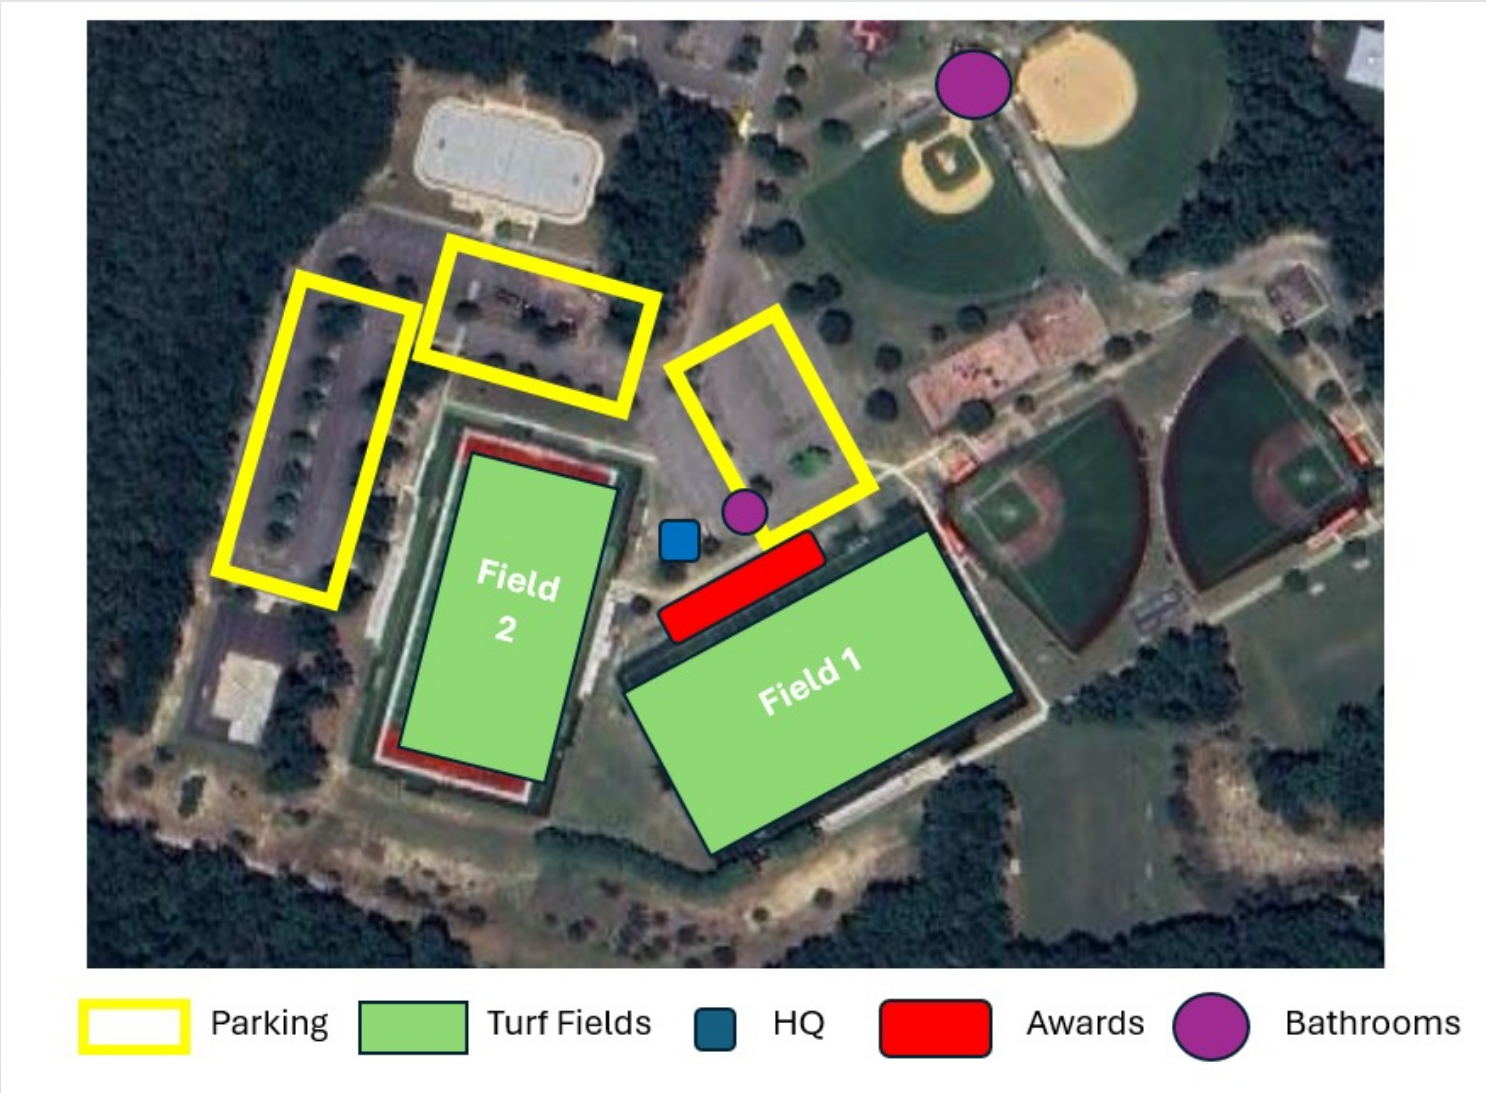 Field
2
Field 1
Parking
Turf Fields
HQ
Awards
Bathrooms